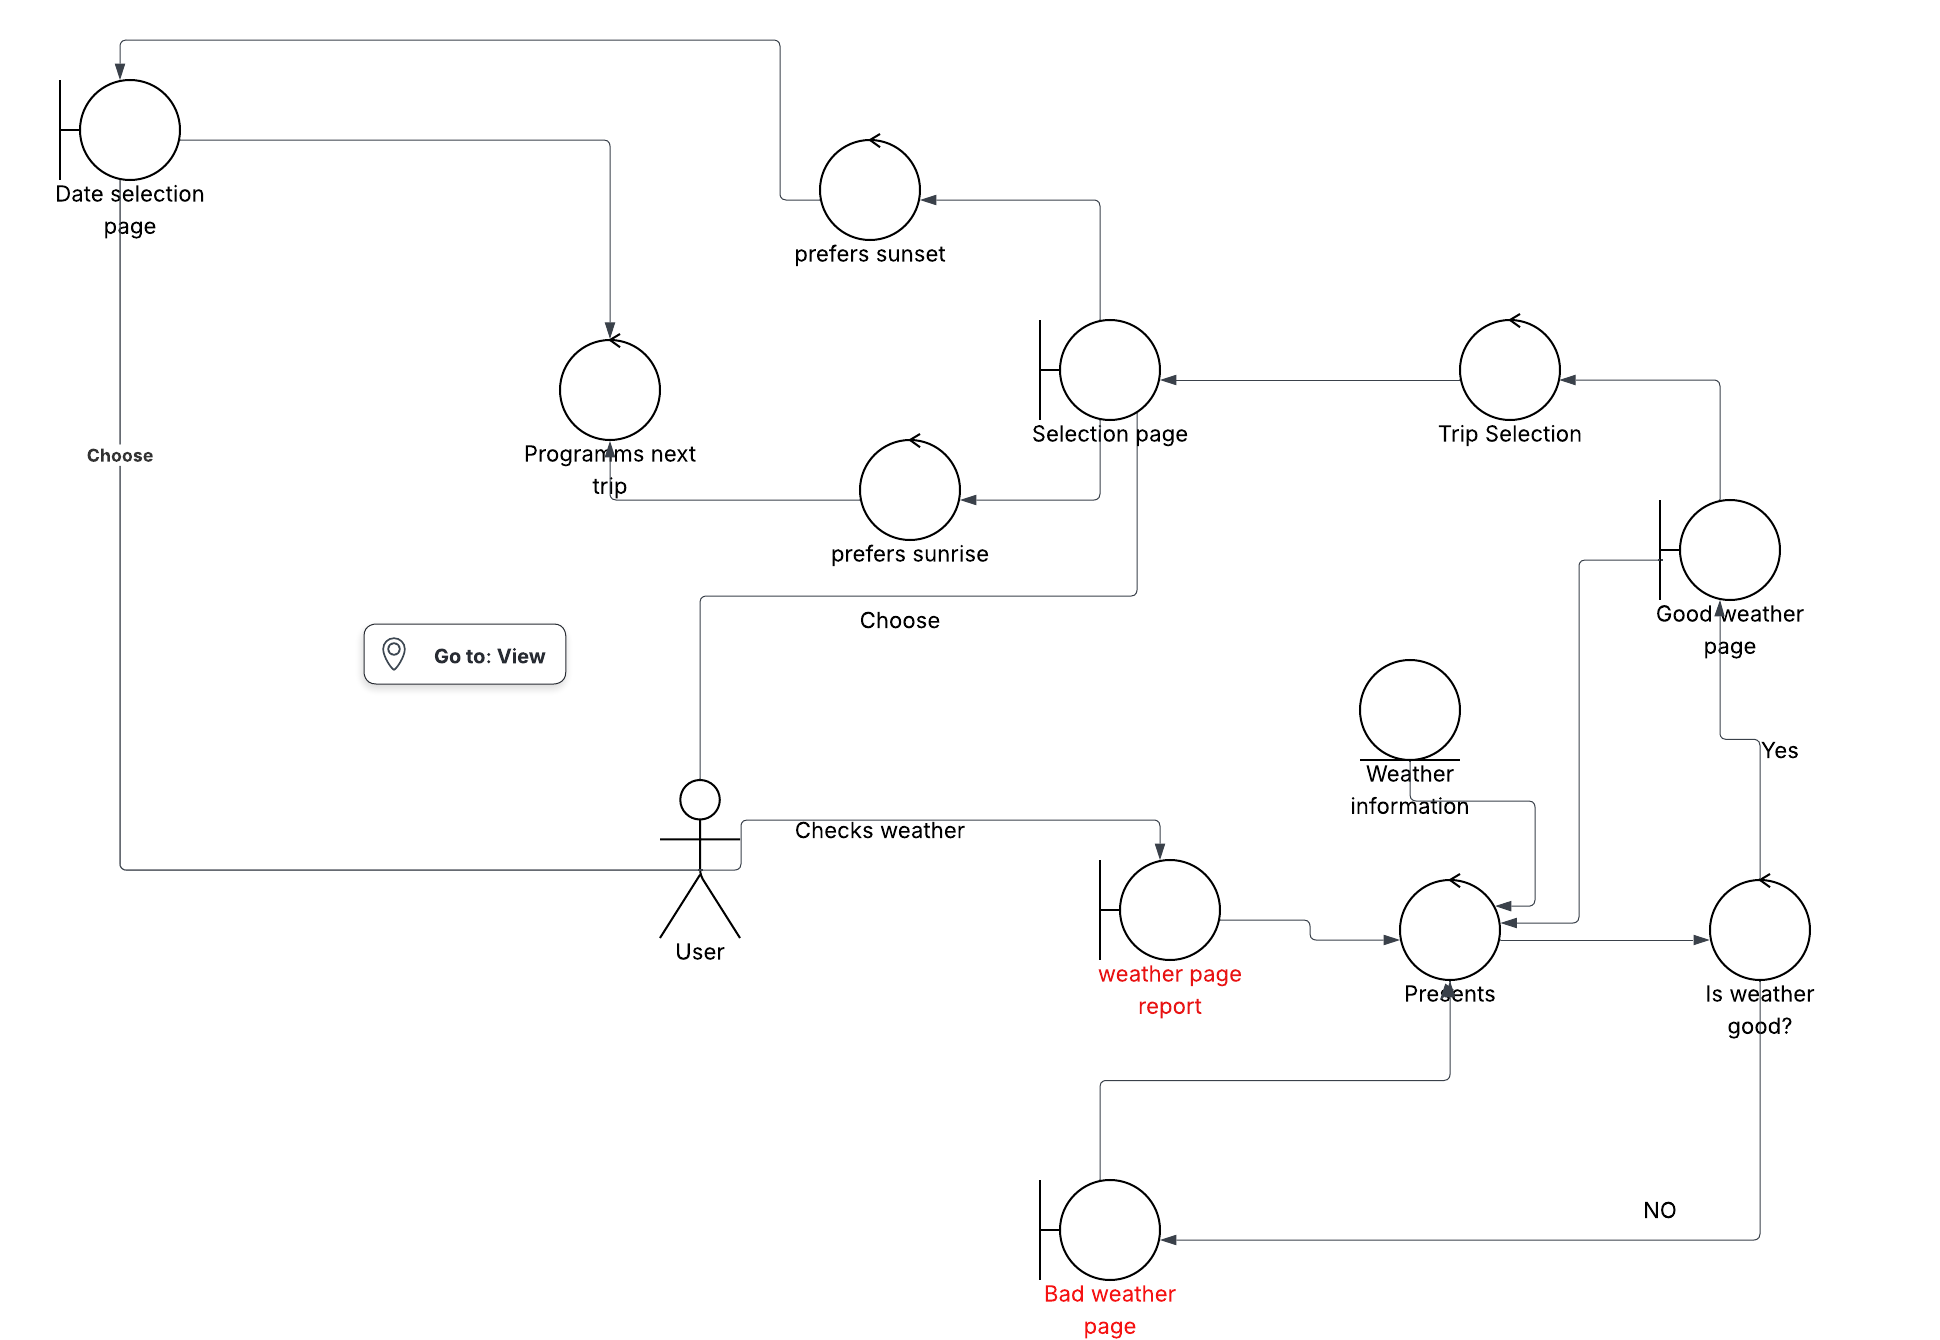 Date selection
page
prefers sunset
Selection page
Trip Selection
Programms next
trip
Choose
prefers sunrise
Choose
Good weather
page
Go to: View
Yes
Weather
information
Checks weather
User
weather page
report
Presents
Is weather
good?
NO
Bad weather
page